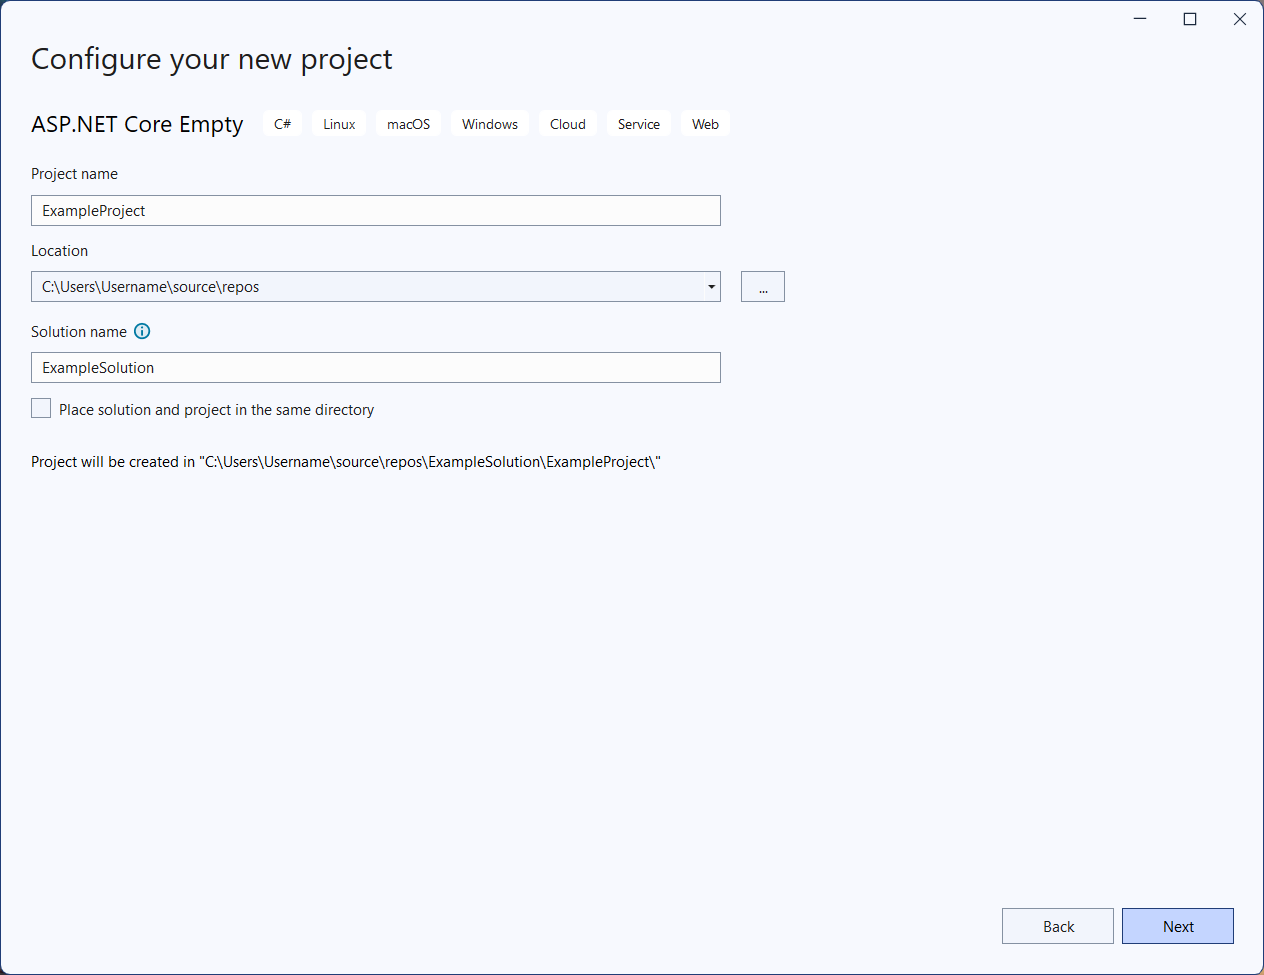 Configure your new project
ASP.NET Core Empty C# Linux macOS Windows Cloud Service Web
Project name
ExampleProject
Location
C:\Users\Username\source\repos
...
Solution name
ExampleSolution
Place solution and project in the same directory
Project will be created in "C:\Users\Username\source\repos\ExampleSolution\ExampleProject\"
Back Next